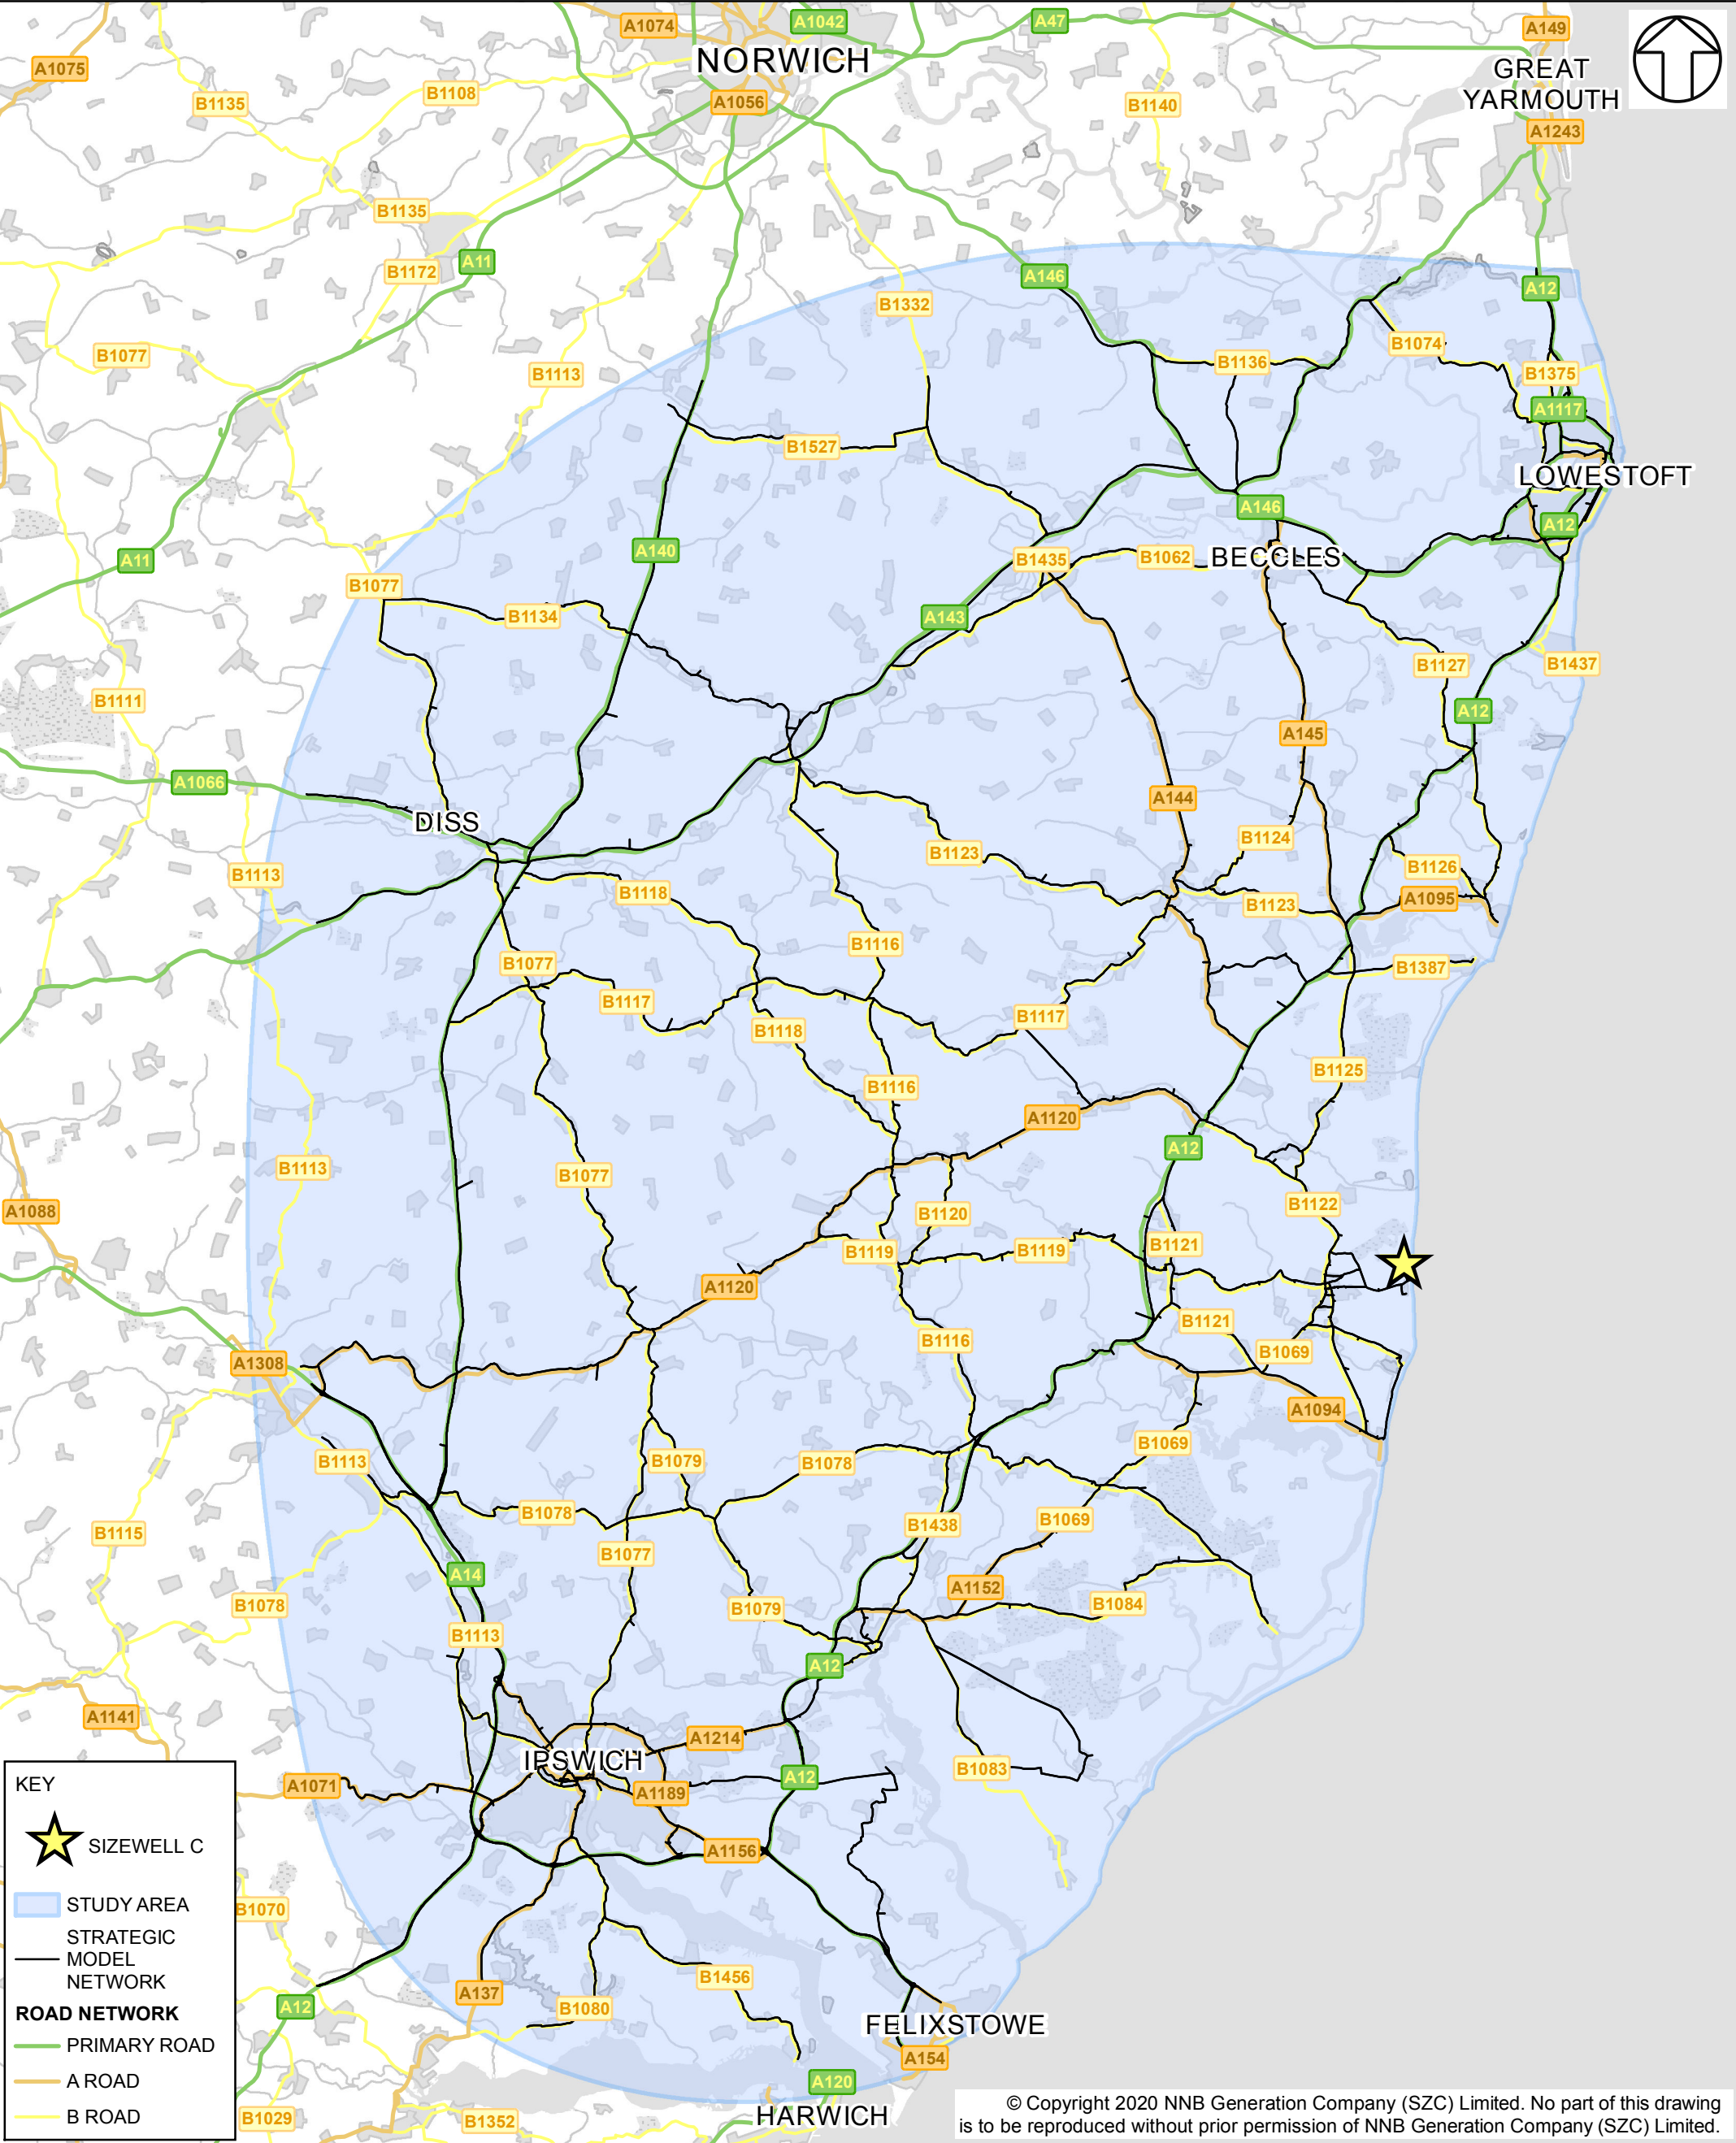 A1074
A1042
A47
A149
NORWICH
GREAT
YARMOUTH
A1075
B1135
B1108
A1056
B1140
A1243
B1135
A11
B1172
A146
A12
B1332
B1077
B1113
B1136
B1074
B1375
A1117
B1527
LOWESTOFT
A146
A12
A11
A140
B1077
B1435
B1062
BECCLES
B1134
A143
B1127
B1437
B1111
A12
A145
A1066
A144
DISS
B1124
B1123
B1126
B1113
B1118
A1095
B1123
B1116
B1077
B1387
B1117
B1117
B1118
B1125
B1116
A1120
A12
B1113
B1077
B1122
A1088
B1120
B1121
B1119
B1119
A1120
B1121
B1116
B1069
A1308
A1094
B1069
B1113
B1079
B1078
B1078
B1438
B1069
B1115
B1077
A14
A1152
B1078
B1079
B1084
B1113
A12
A1141
A1214
IPSWICH
B1083
A12
A1071
A1189
A1156
KEY
SIZEWELL C
STUDY AREA
STRATEGIC
MODEL
NETWORK
ROAD NETWORK
PRIMARY ROAD
A ROAD
B ROAD
B1070
B1456
A137
B1080
A12
FELIXSTOWE
A154
A120
HARWICH
B1029
B1352
© Copyright 2020 NNB Generation Company (SZC) Limited. No part of this drawing
is to be reproduced without prior permission of NNB Generation Company (SZC) Limited.